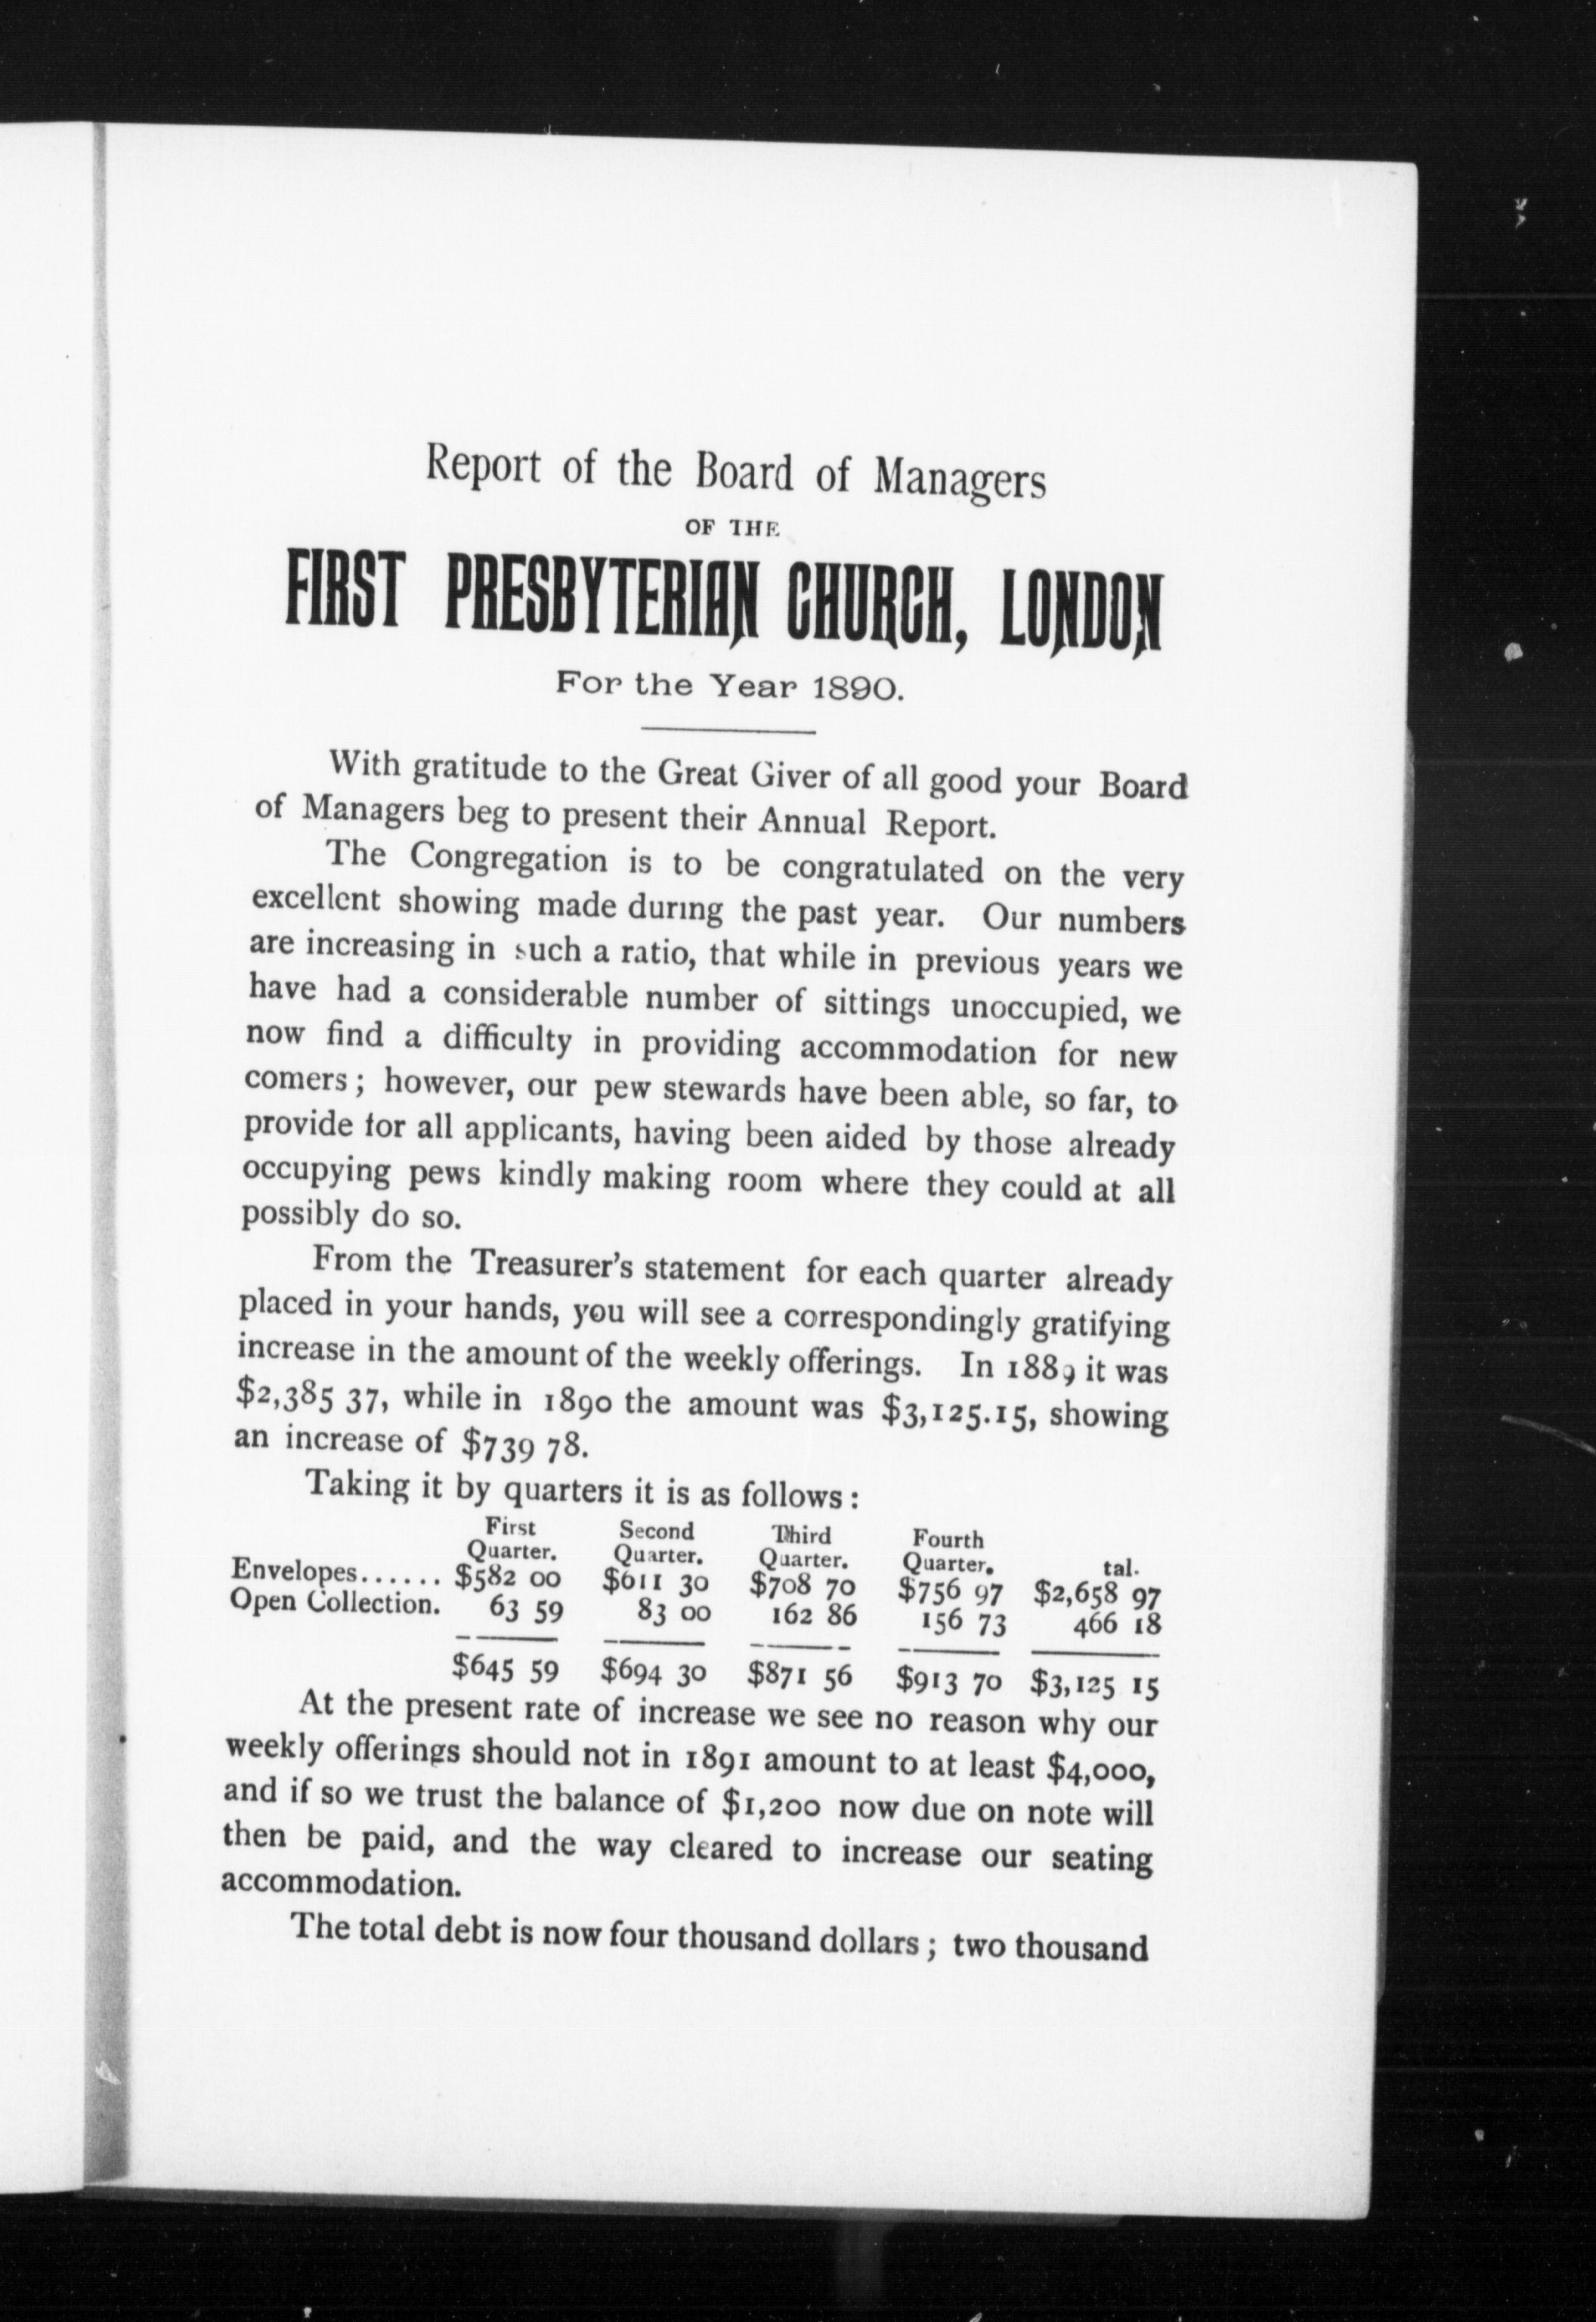 Report of the Board of Managers
OF THE
FIRST PRESBYTERIAN CHURCH, LONDON
For the Year 1890.
With gratitude to the Great Giver of all good your Board
of Managers beg to present their Annual Report.
The Congregation is to be congratulated on the very
excellent showing made during the past year. Our numbers
are increasing in such a ratio, that while in previous years we
have had a considerable number of sittings unoccupied, we
now find a difficulty in providing accommodation for new
comers; however, our pew stewards have been able, so far, to
provide for all applicants, having been aided by those already
occupying pews kindly making room where they could at all
possibly do so.
From the Treasurer's statement for each quarter already
placed in your hands, you will see a correspondingly gratifying
increase in the amount of the weekly offerings. In 1889 it was
$2,385 37, while in 1890 the amount was $3,125.15, showing
an increase of $739 78.
Taking it by quarters it is as follows:
First Second Third Fourth
Quarter. Quarter. Quarter. Quarter. tal.
Envelopes...... $582 00 $611 30 $708 70 $756 97 $2,658 97
Open Collection. 63 59 83 00 162 86 156 73 466 18
$645 59 $694 30 $871 56 $913 70 $3,125 15
At the present rate of increase we see no reason why our
weekly offerings should not in 1891 amount to at least $4,000,
and if so we trust the balance of $1,200 now due on note will
then be paid, and the way cleared to increase our seating
accommodation.
The total debt is now four thousand dollars; two thousand